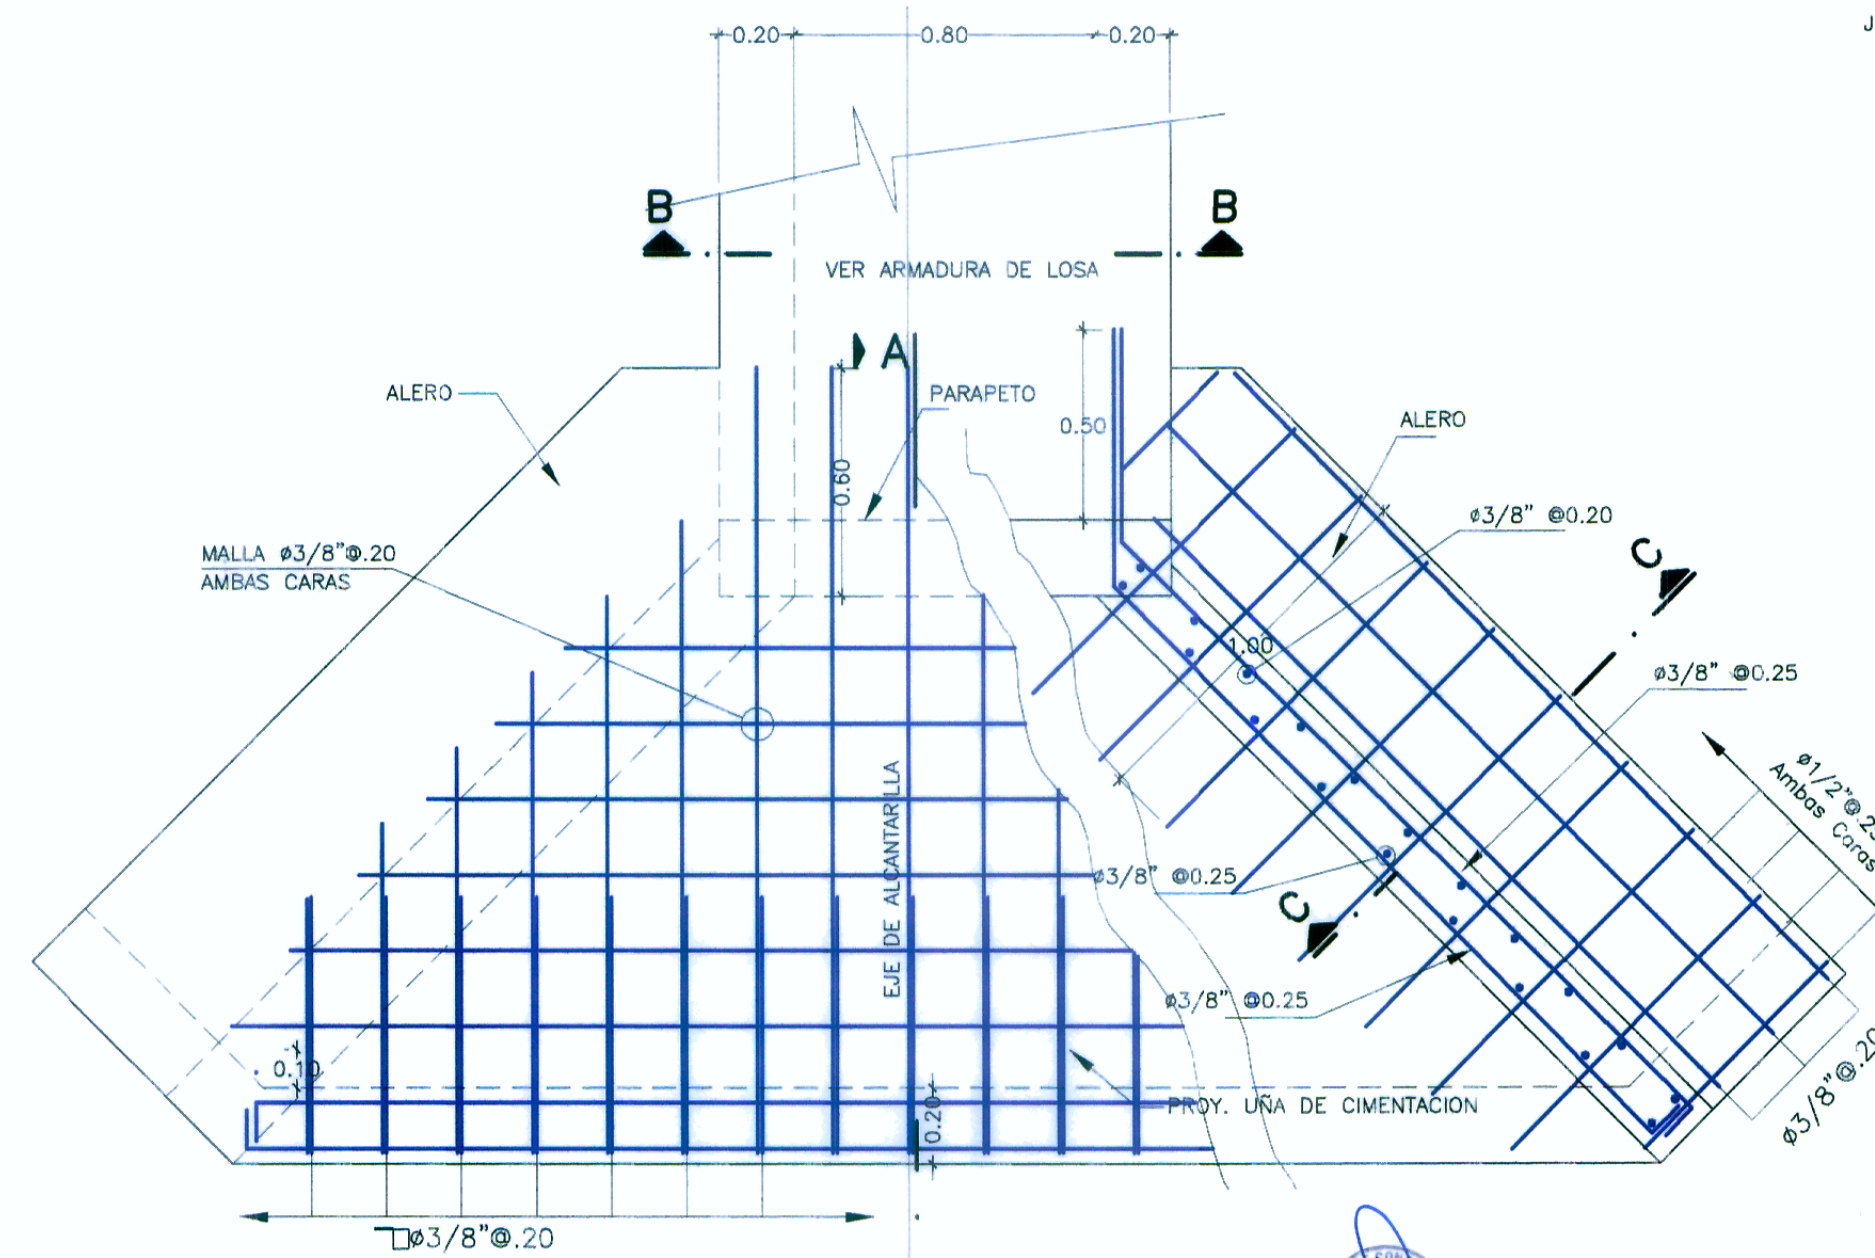 J
0.20 0.80 0.20
B B
VER ARMADURA DE LOSA
A
ALERO
PARAPETO
0.50
ALERO
0.60
ø3/8" @0.20
MALLA ø3/8"@.20
AMBAS CARAS
C
1.00
ø3/8" @0.25
ø1/2"@
Ambas Caras
EJE DE ALCANTARILLA
ø3/8" @0.25
C
ø3/8" @0.25
0.10
0.20
PROY. UÑA DE CIMENTACION
ø3/8"@.20
ø3/8"@.20